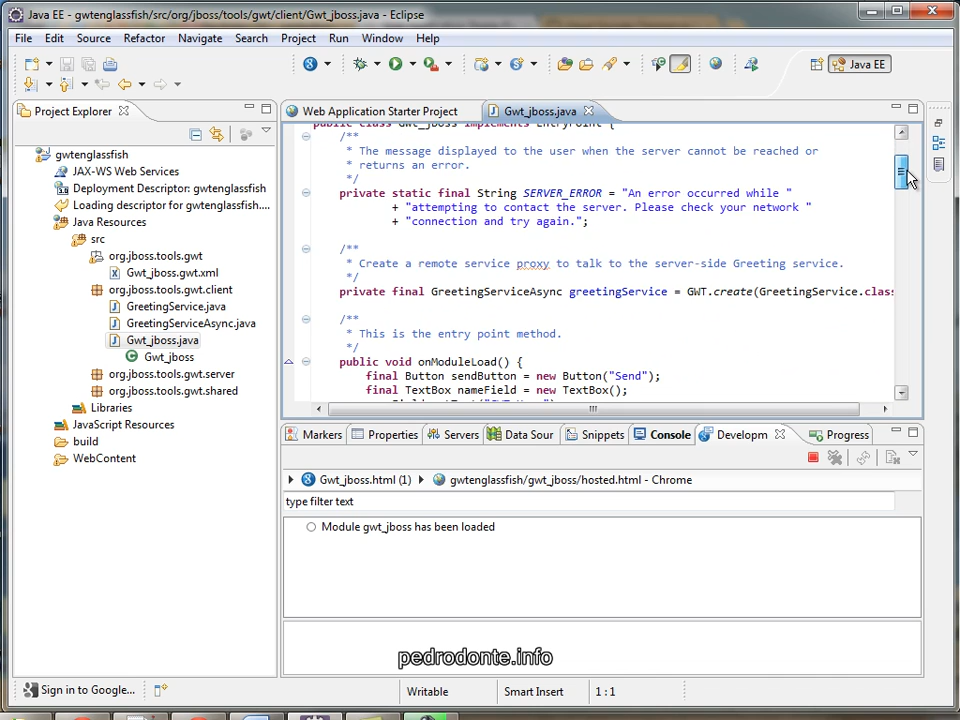 Java EE - gwtenglassfish/src/org/jboss/tools/gwt/client/Gwt_jboss.java - Eclipse
File Edit Source Refactor Navigate Search Project Run Window Help
Java EE
Project Explorer
gwtenglassfish
JAX-WS Web Services
Deployment Descriptor: gwtenglassfish
Loading descriptor for gwtenglassfish....
Java Resources
src
org.jboss.tools.gwt
Gwt_jboss.gwt.xml
org.jboss.tools.gwt.client
GreetingService.java
GreetingServiceAsync.java
Gwt_jboss.java
Gwt_jboss
org.jboss.tools.gwt.server
org.jboss.tools.gwt.shared
Libraries
JavaScript Resources
build
WebContent
Web Application Starter Project Gwt_jboss.java
public class Gwt_jboss implements EntryPoint {
/**
* The message displayed to the user when the server cannot be reached or
* returns an error.
*/
private static final String SERVER_ERROR = "An error occurred while "
+ "attempting to contact the server. Please check your network "
+ "connection and try again.";
/**
* Create a remote service proxy to talk to the server-side Greeting service.
*/
private final GreetingServiceAsync greetingService = GWT.create(GreetingService.class
/**
* This is the entry point method.
*/
public void onModuleLoad() {
final Button sendButton = new Button("Send");
final TextBox nameField = new TextBox();
Markers Properties Servers Data Sour Snippets Console Developm Progress
Gwt_jboss.html (1) gwtenglassfish/gwt_jboss/hosted.html - Chrome
type filter text
Module gwt_jboss has been loaded
pedrodonte.info
Sign in to Google... Writable Smart Insert 1 : 1